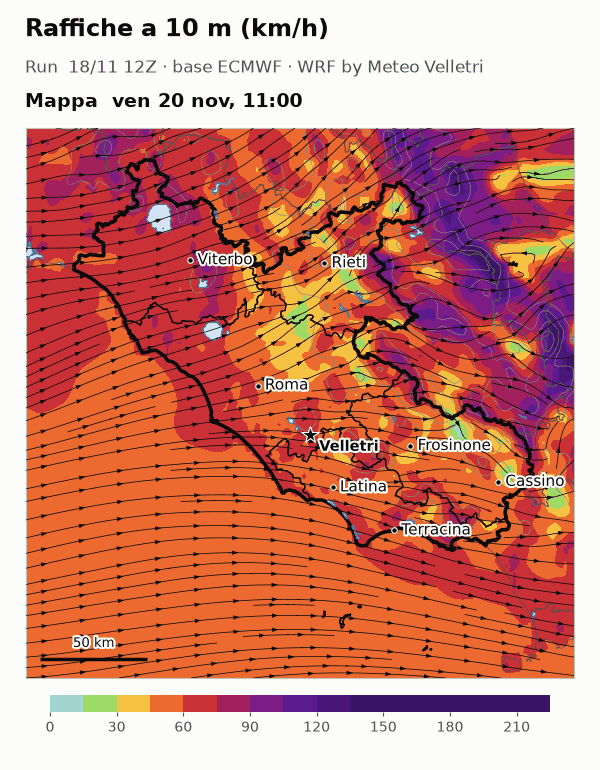 Raffiche a 10 m (km/h)
Run  18/11 12Z · base ECMWF · WRF by Meteo Velletri
Mappa  ven 20 nov, 11:00
Viterbo
Rieti
Roma
Velletri
Frosinone
Cassino
Latina
Terracina
50 km
0 30 60 90 120 150 180 210